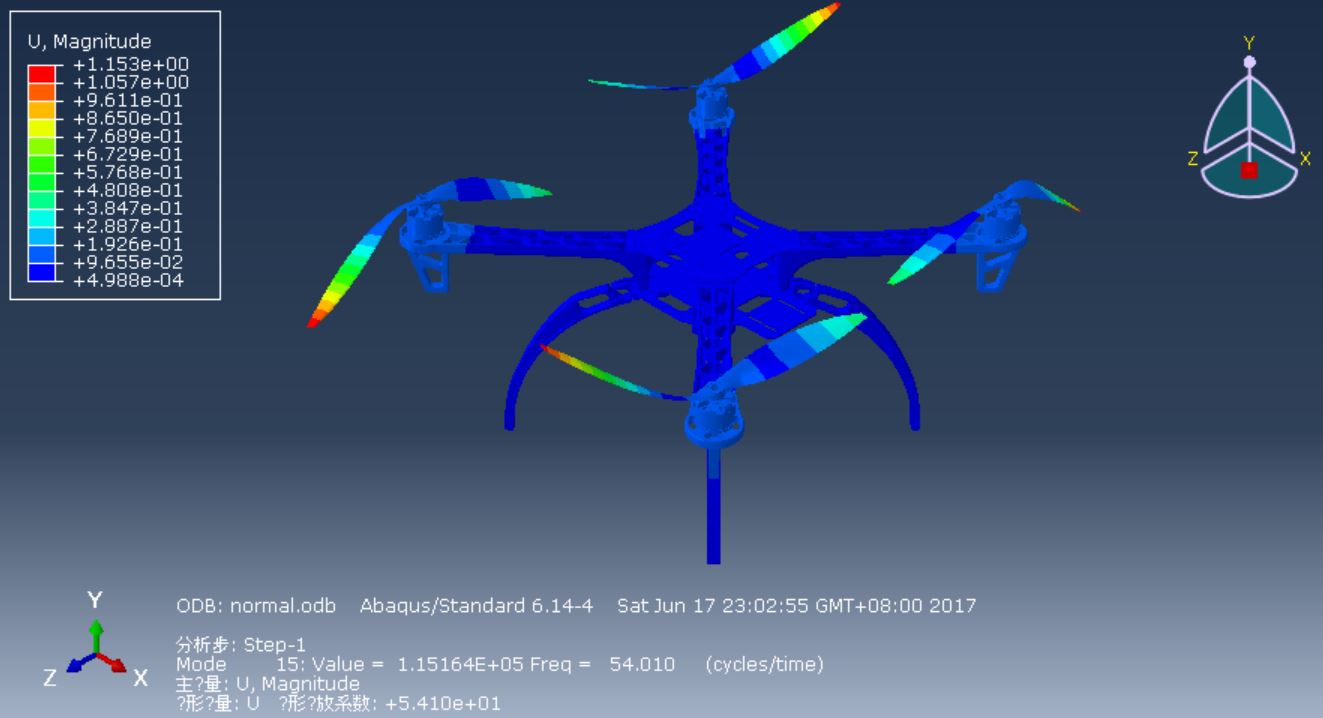 U, Magnitude
+1.153e+00
+1.057e+00
+9.611e-01
+8.650e-01
+7.689e-01
+6.729e-01
+5.768e-01
+4.808e-01
+3.847e-01
+2.887e-01
+1.926e-01
+9.655e-02
+4.988e-04
Y
Z
X
Y
Z
X
ODB: normal.odb Abaqus/Standard 6.14-4 Sat Jun 17 23:02:55 GMT+08:00 2017
分析步: Step-1
Mode 15: Value = 1.15164E+05 Freq = 54.010 (cycles/time)
主?量: U, Magnitude
?形?量: U ?形?放系数: +5.410e+01